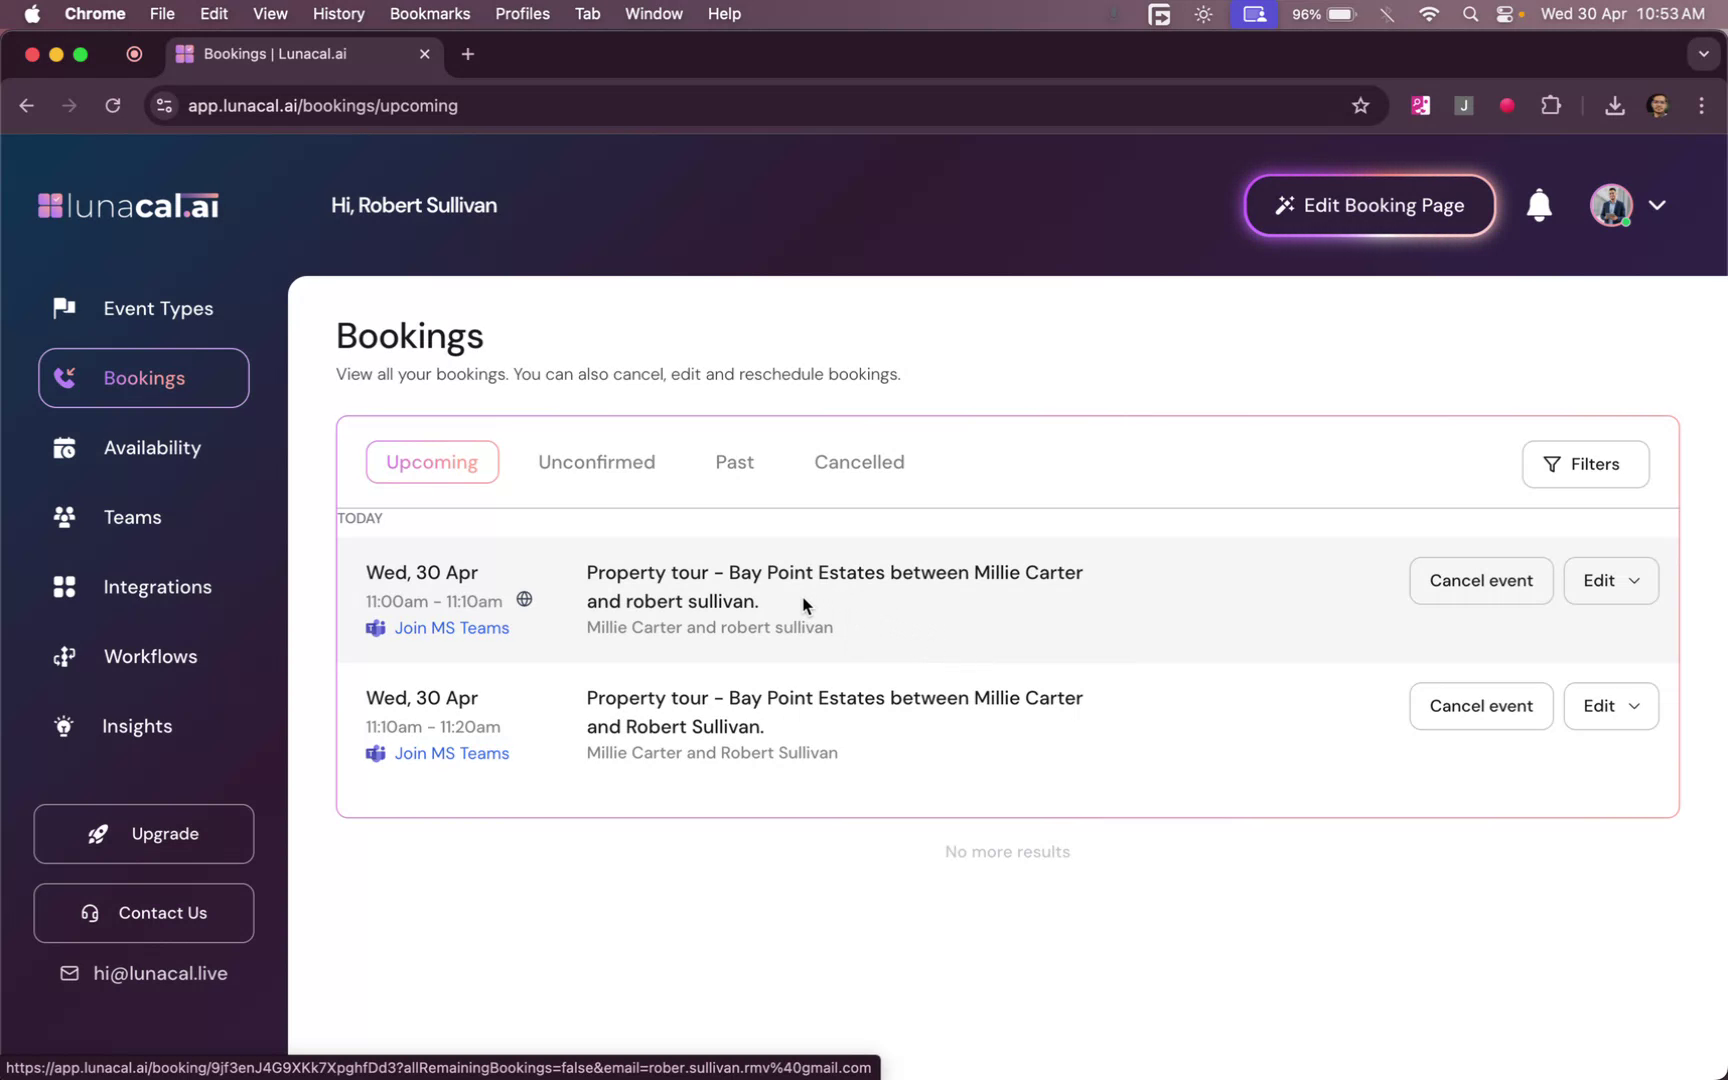 Chrome File Edit View History Bookmarks Profiles Tab Window Help 96% Wed 30 Apr 10:53 AM
Bookings | Lunacal.ai
app.lunacal.ai/bookings/upcoming
J
lunacal.ai
Hi, Robert Sullivan
Edit Booking Page
Event Types
Bookings
Availability
Teams
Integrations
Workflows
Insights
Upgrade
Contact Us
hi@lunacal.live
Bookings
View all your bookings. You can also cancel, edit and reschedule bookings.
Upcoming Unconfirmed Past Cancelled Filters
TODAY
Wed, 30 Apr
11:00am - 11:10am
Join MS Teams
Property tour - Bay Point Estates between Millie Carter
and robert sullivan.
Millie Carter and robert sullivan
Cancel event Edit
Wed, 30 Apr
11:10am - 11:20am
Join MS Teams
Property tour - Bay Point Estates between Millie Carter
and Robert Sullivan.
Millie Carter and Robert Sullivan
Cancel event Edit
No more results
https://app.lunacal.ai/booking/9jf3enJ4G9XKk7XpghfDd3?allRemainingBookings=false&email=rober.sullivan.rmv%40gmail.com